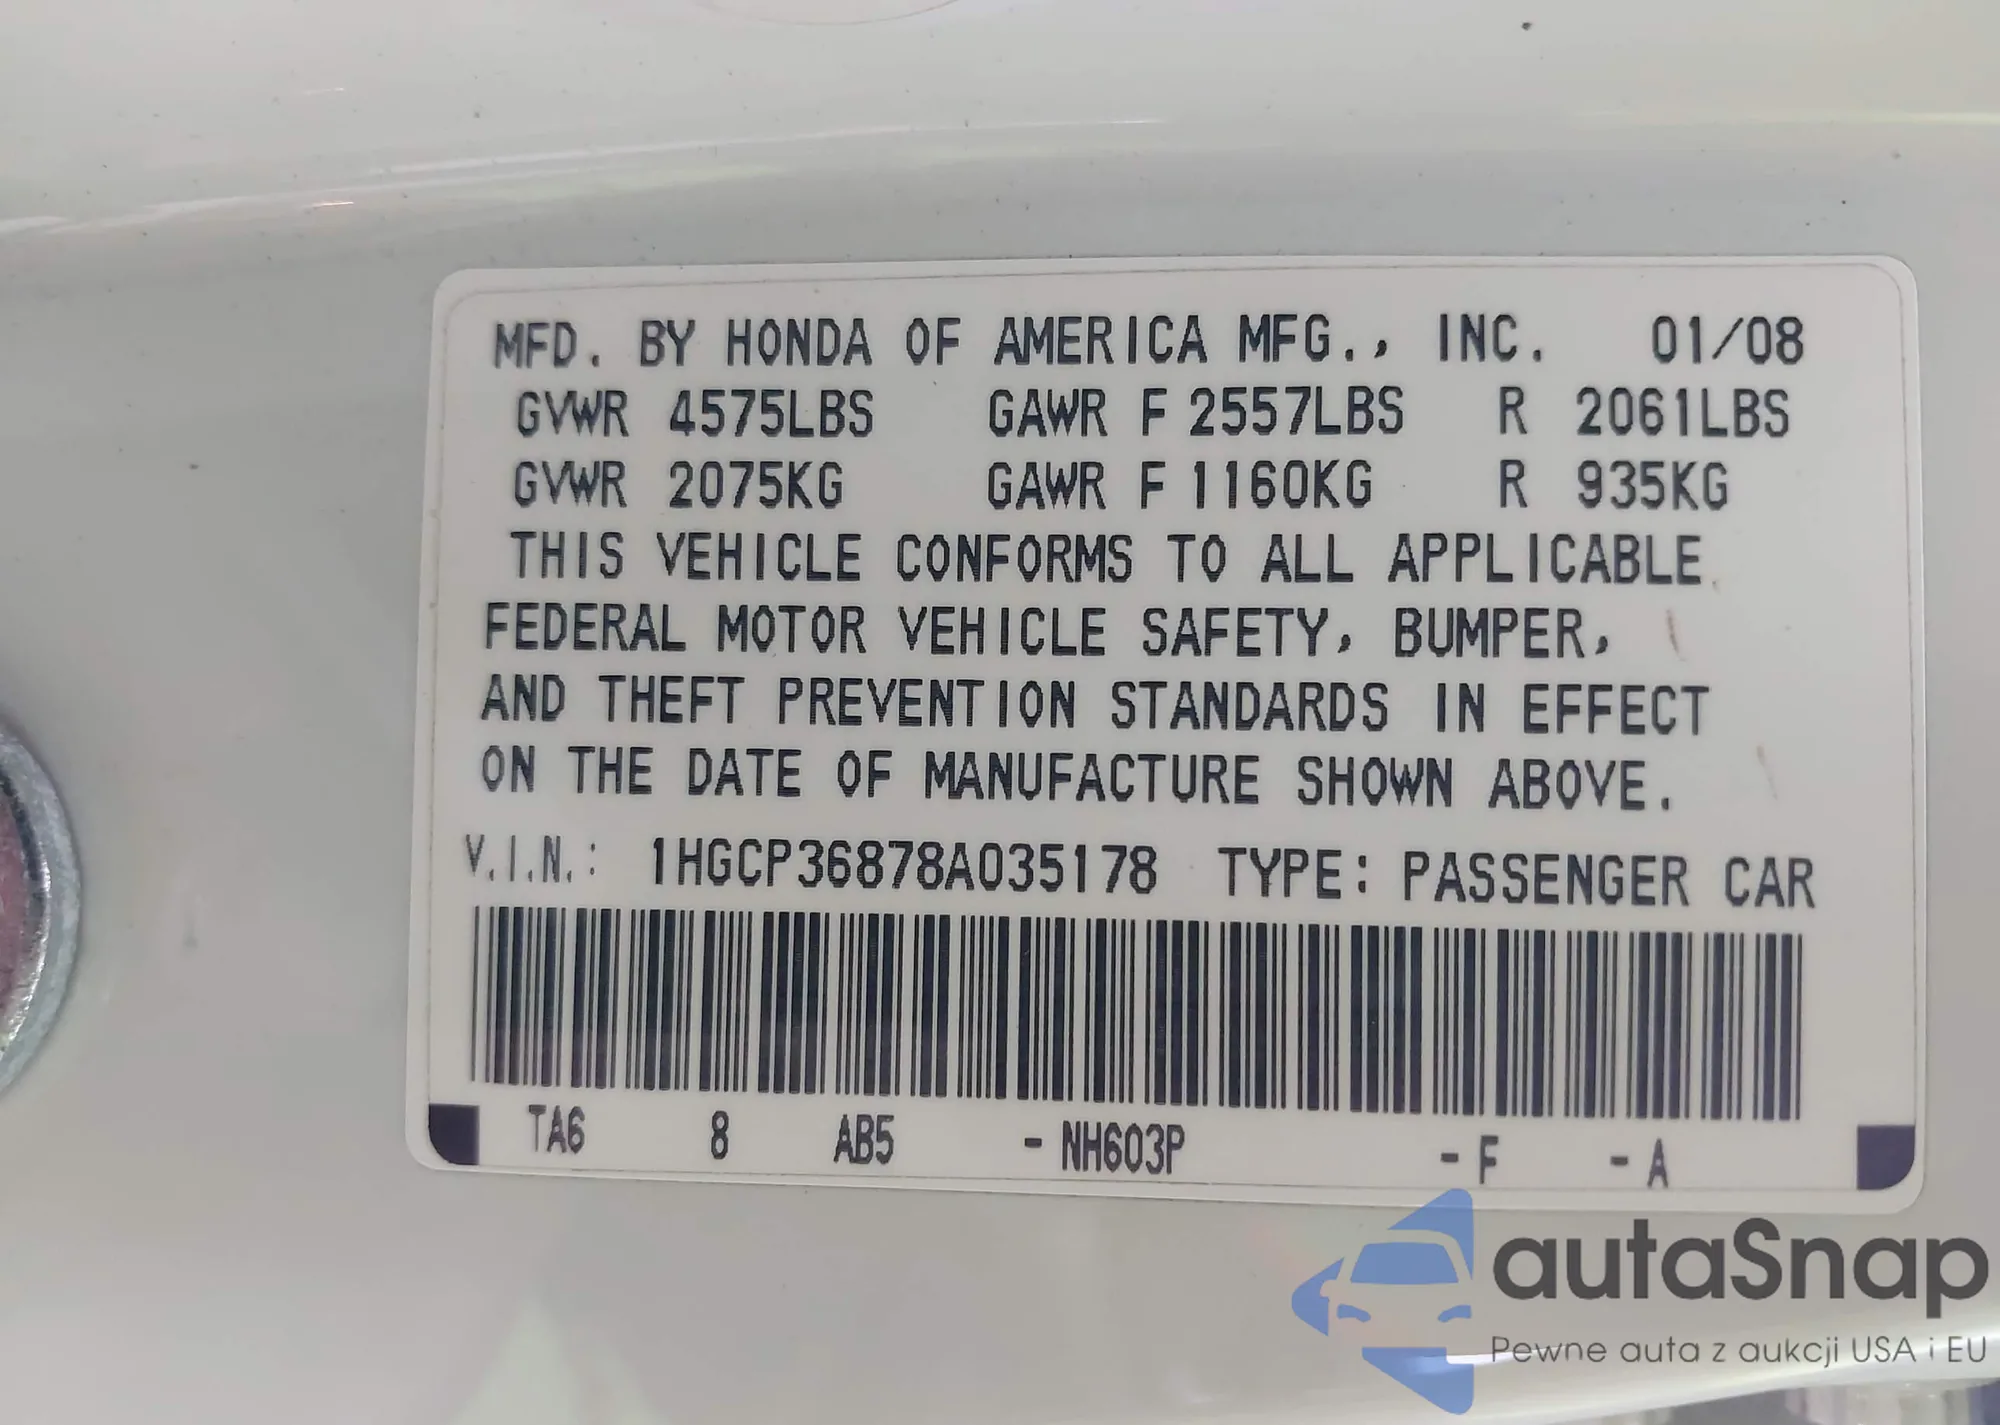 MFD. BY HONDA OF AMERICA MFG., INC. 01/08
GVWR 4575LBS GAWR F 2557LBS R 2061LBS
GVWR 2075KG GAWR F 1160KG R 935KG
THIS VEHICLE CONFORMS TO ALL APPLICABLE
FEDERAL MOTOR VEHICLE SAFETY, BUMPER,
AND THEFT PREVENTION STANDARDS IN EFFECT
ON THE DATE OF MANUFACTURE SHOWN ABOVE.
V.I.N.: 1HGCP36878A035178 TYPE: PASSENGER CAR
TA6 8 AB5 - NH603P - F - A
autaSnap
Pewne auta z aukcji USA i EU